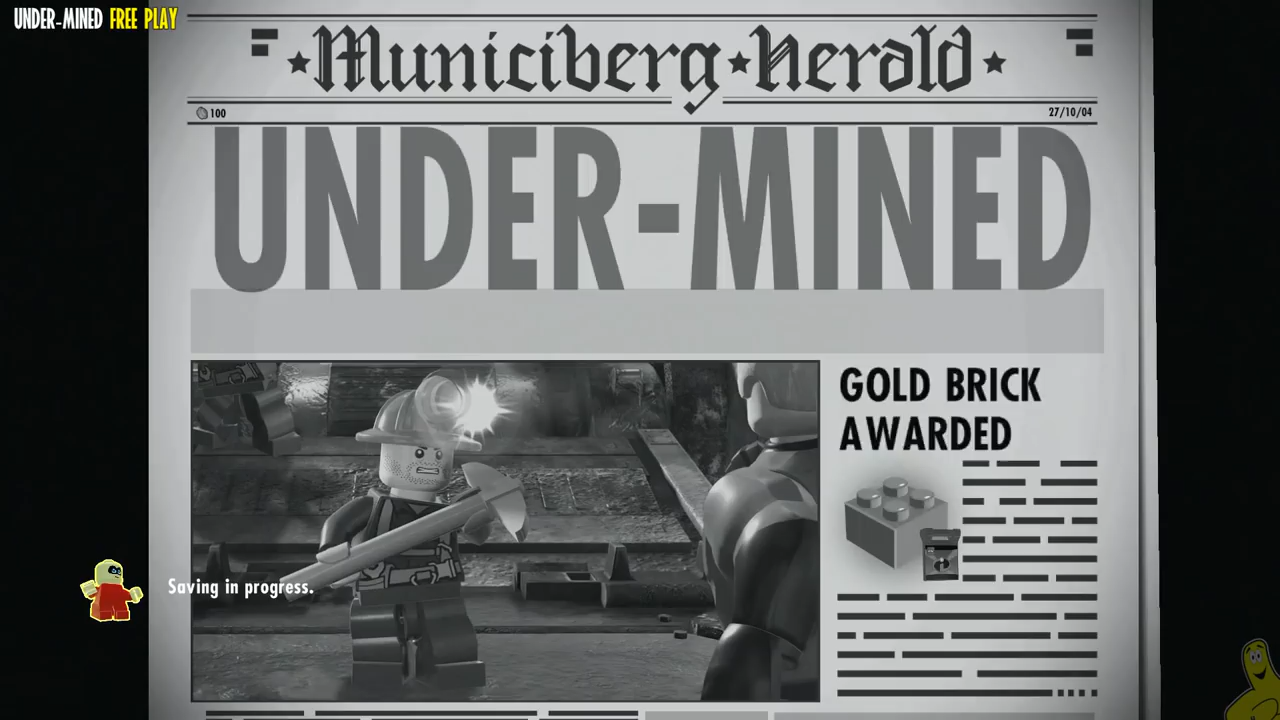 UNDER-MINED FREE PLAY
Municiberg Herald
100
27/10/04
UNDER-MINED
GOLD BRICK
AWARDED
Saving in progress.